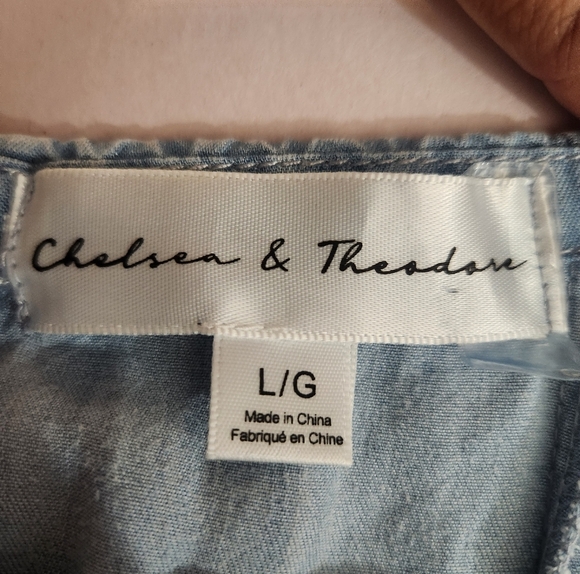 Chelsea & Theodore
L/G
Made in China
Fabriqué en Chine